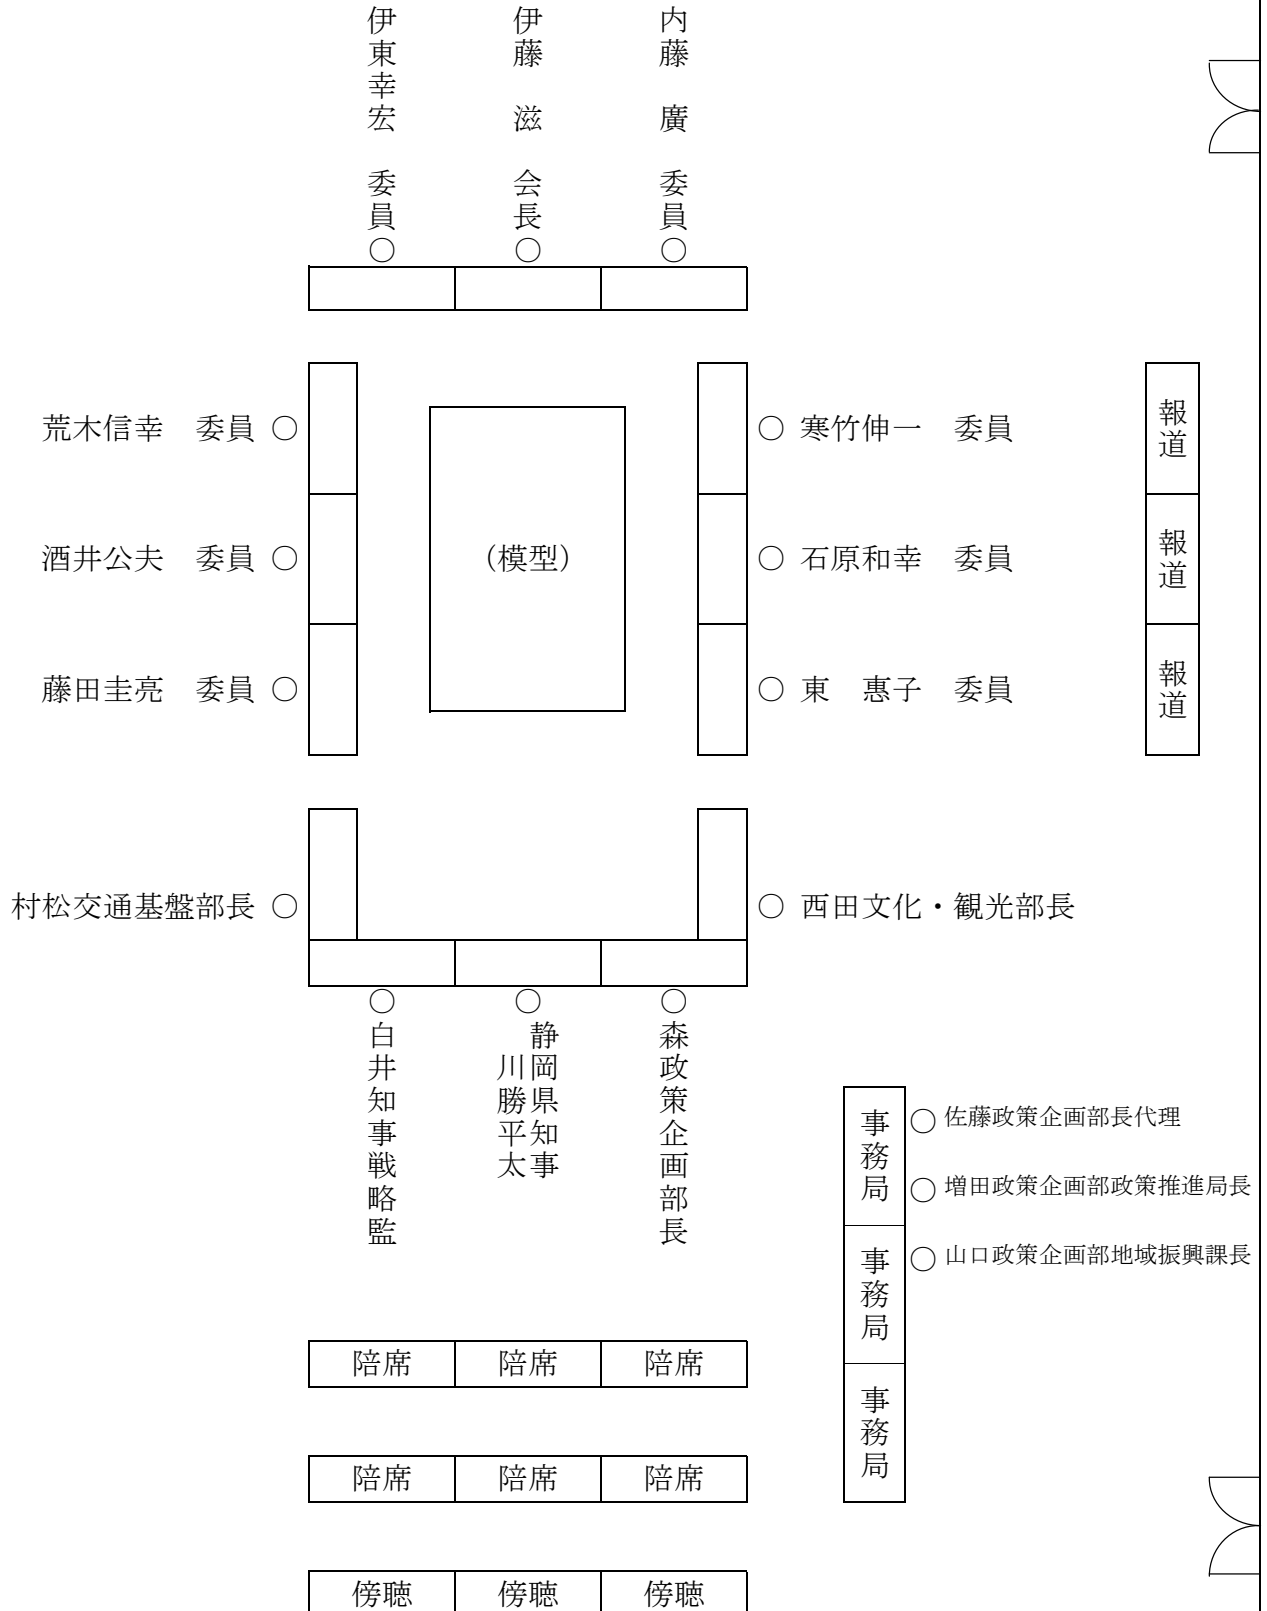 伊東幸宏　委員○
伊藤　滋　会長○
内藤　廣　委員○
荒木信幸　委員 ○
○ 寒竹伸一　委員
報道
酒井公夫　委員 ○
(模型)
○ 石原和幸　委員
報道
藤田圭亮　委員 ○
○ 東　惠子　委員
報道
村松交通基盤部長 ○
○ 西田文化・観光部長
○白井知事戦略監
○静岡県知事
川勝平太
○森政策企画部長
事務局
○ 佐藤政策企画部長代理
○ 増田政策企画部政策推進局長
事務局
○ 山口政策企画部地域振興課長
事務局
陪席 陪席 陪席
陪席 陪席 陪席
傍聴 傍聴 傍聴